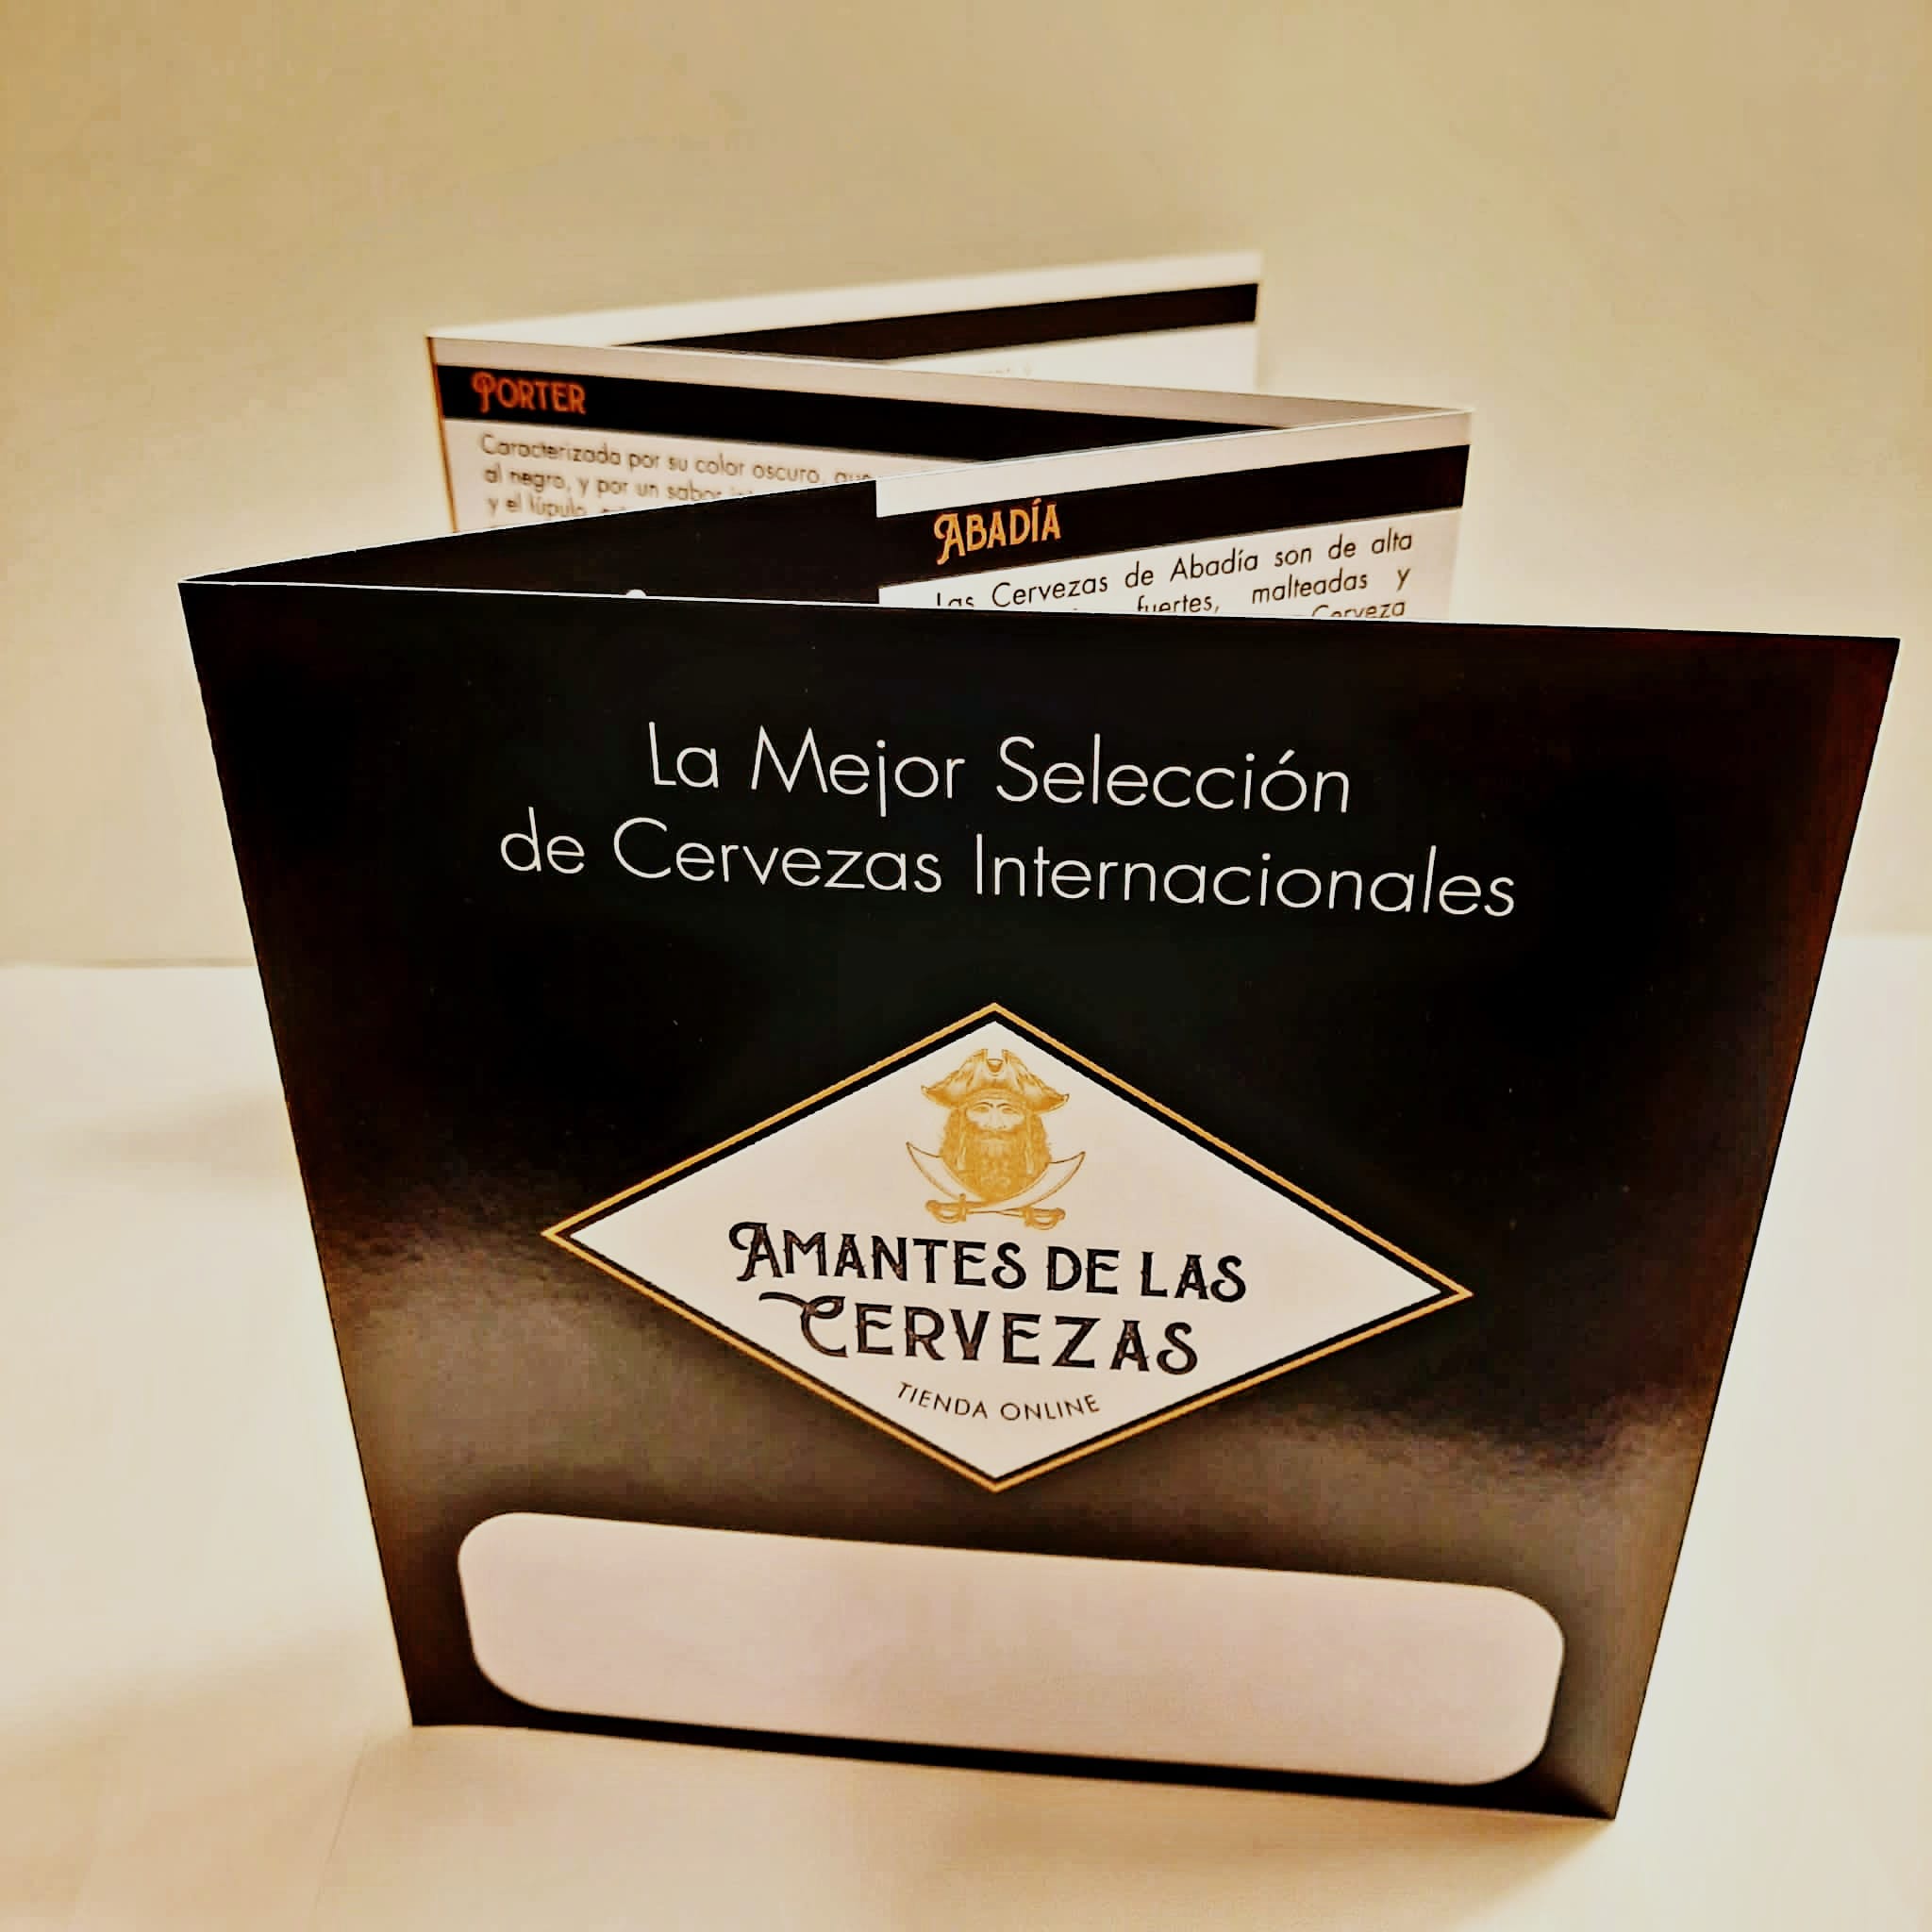 PORTER
Caracterizada por su color oscuro, que
al negro, y por un sabor
y el lúpulo
ABADÍA
Las Cervezas de Abadía son de alta
fuertes, malteadas y
Cerveza
La Mejor Selección
de Cervezas Internacionales
AMANTES DE LAS
CERVEZAS
TIENDA ONLINE